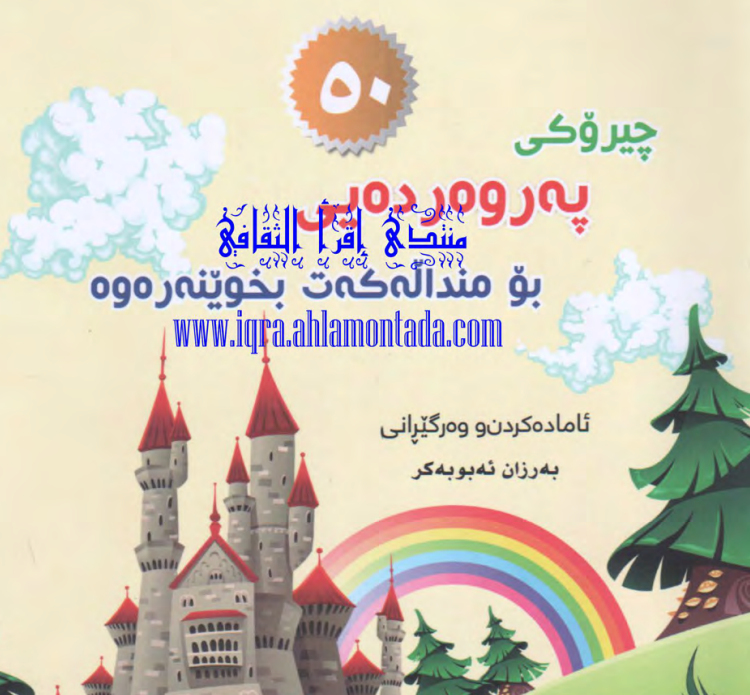 ٥٠
چیرۆکی
پەروەردەیی
منتدى إقرأ الثقافي
بۆ منداڵەکەت بخوێنەرەوە
www.iqra.ahlamontada.com
ئامادەکردن و وەرگێڕانی
بەرزان ئەبوبەکر